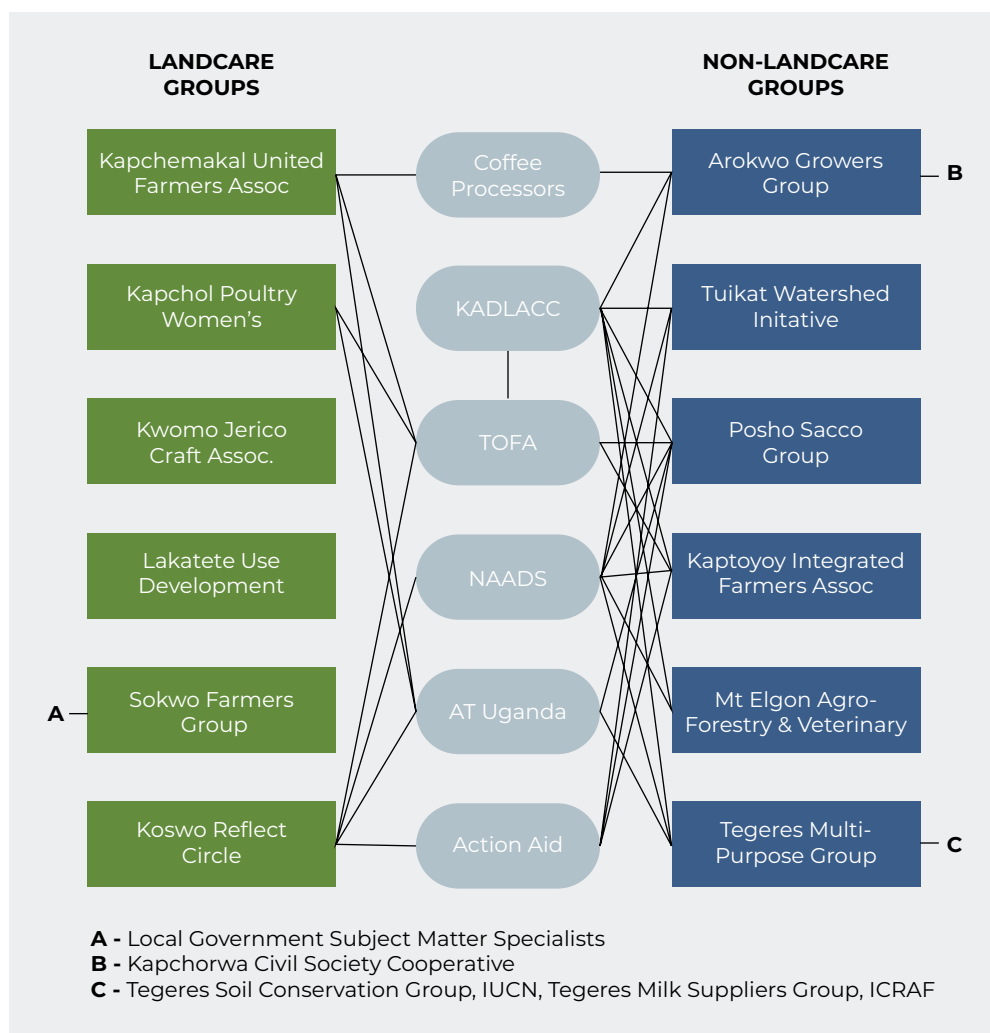 LANDCARE
GROUPS
NON-LANDCARE
GROUPS
Kapchemakal United
Farmers Assoc
Coffee
Processors
Arokwo Growers
Group
B
Kapchol Poultry
Women's
KADLACC
Tuikat Watershed
Initative
Kwomo Jerico
Craft Assoc.
TOFA
Posho Sacco
Group
Lakatete Use
Development
NAADS
Kaptoyoy Integrated
Farmers Assoc
A
Sokwo Farmers
Group
AT Uganda
Mt Elgon Agro-
Forestry & Veterinary
Koswo Reflect
Circle
Action Aid
Tegeres Multi-
Purpose Group
C
A - Local Government Subject Matter Specialists
B - Kapchorwa Civil Society Cooperative
C - Tegeres Soil Conservation Group, IUCN, Tegeres Milk Suppliers Group, ICRAF